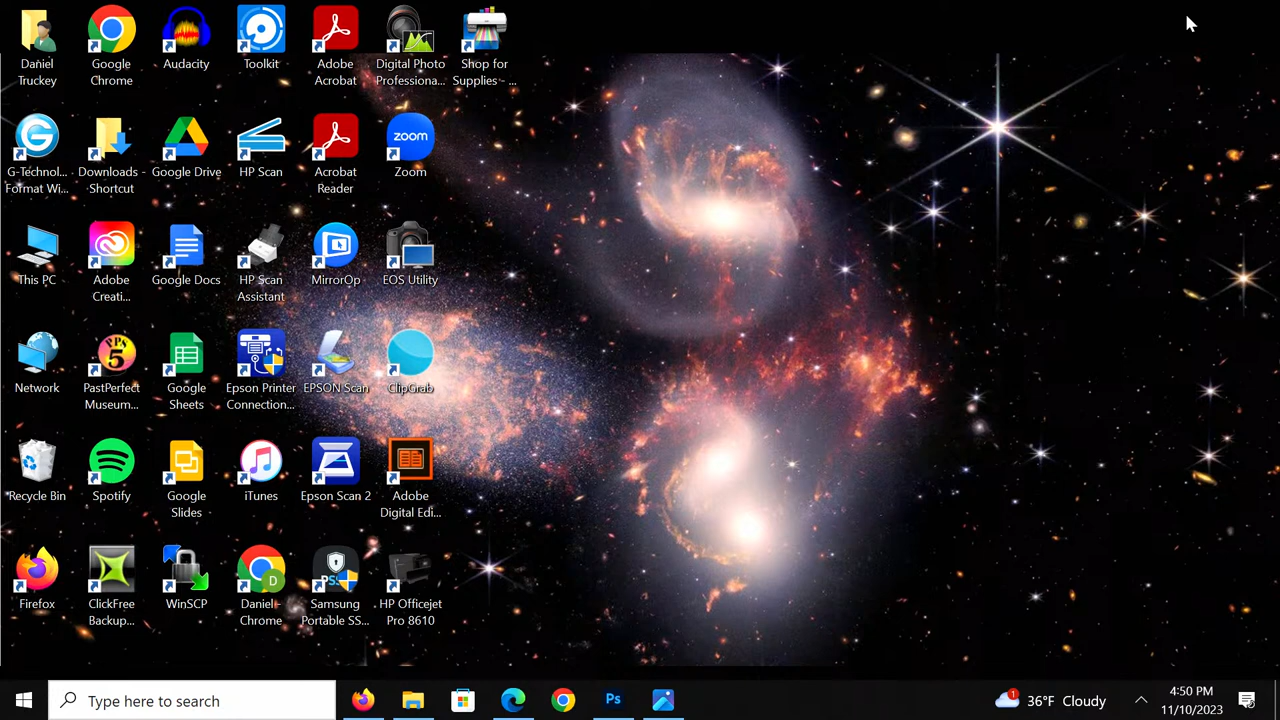 Daniel
Truckey
Google
Chrome
Audacity
Toolkit
Adobe
Acrobat
Digital Photo
Professiona...
Shop for
Supplies - ...
G-Technol...
Format Wi...
Downloads -
Shortcut
Google Drive
HP Scan
Acrobat
Reader
zoom
Zoom
This PC
Adobe
Creati...
Google Docs
HP Scan
Assistant
MirrorOp
EOS Utility
Network
PPS
5
PastPerfect
Museum...
Google
Sheets
Epson Printer
Connection...
EPSON Scan
ClipGrab
Recycle Bin
Spotify
Google
Slides
iTunes
Epson Scan 2
Adobe
Digital Edi...
Firefox
ClickFree
Backup...
WinSCP
D
Daniel -
Chrome
PSS
Samsung
Portable SS...
HP Officejet
Pro 8610
Type here to search
Ps
1
36°F Cloudy
4:50 PM
11/10/2023